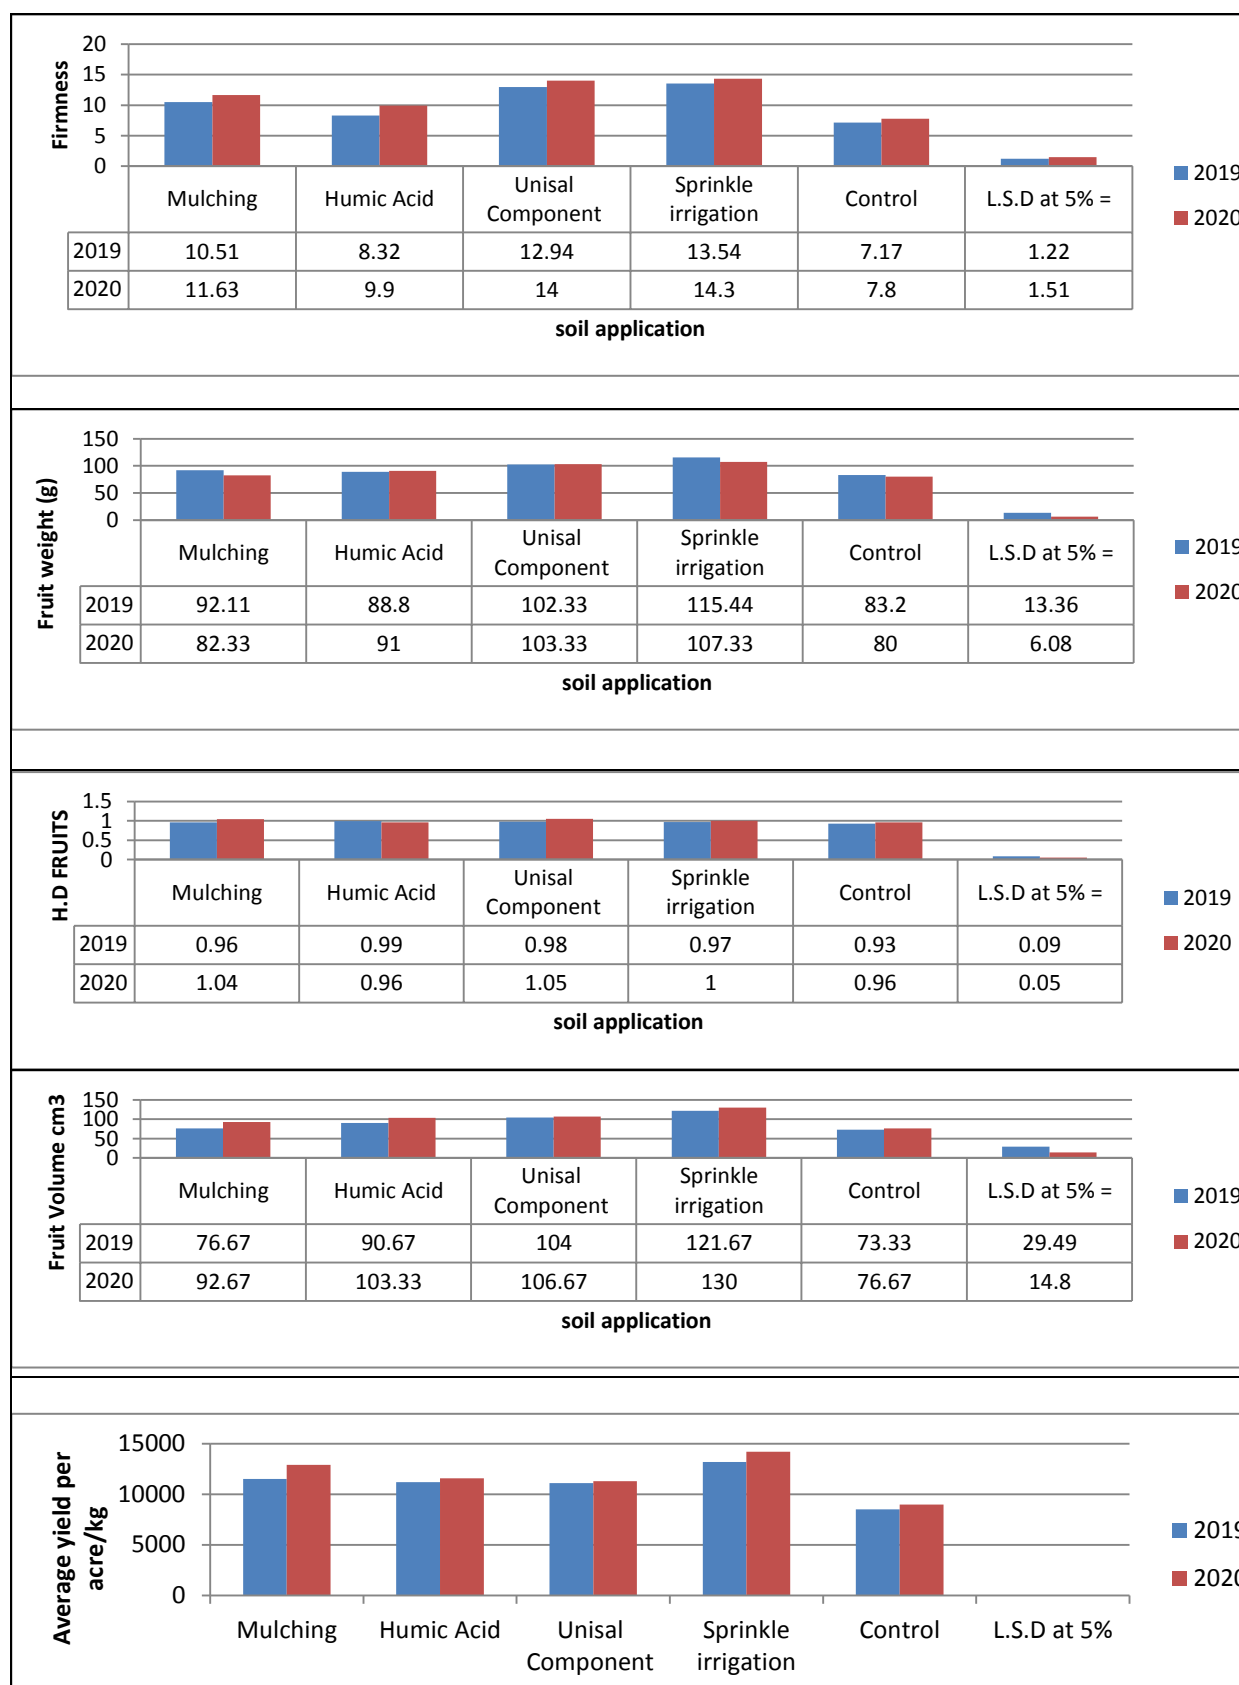 Firmness
20
15
10
5
0
Mulching Humic Acid Unisal Component Sprinkle irrigation Control L.S.D at 5% =
2019 10.51 8.32 12.94 13.54 7.17 1.22
2020 11.63 9.9 14 14.3 7.8 1.51
soil application
2019
2020
Fruit weight (g)
150
100
50
0
Mulching Humic Acid Unisal Component Sprinkle irrigation Control L.S.D at 5% =
2019 92.11 88.8 102.33 115.44 83.2 13.36
2020 82.33 91 103.33 107.33 80 6.08
soil application
2019
2020
H.D FRUITS
1.5
1
0.5
0
Mulching Humic Acid Unisal Component Sprinkle irrigation Control L.S.D at 5% =
2019 0.96 0.99 0.98 0.97 0.93 0.09
2020 1.04 0.96 1.05 1 0.96 0.05
soil application
2019
2020
Fruit Volume cm3
150
100
50
0
Mulching Humic Acid Unisal Component Sprinkle irrigation Control L.S.D at 5% =
2019 76.67 90.67 104 121.67 73.33 29.49
2020 92.67 103.33 106.67 130 76.67 14.8
soil application
2019
2020
Average yield per
acre/kg
15000
10000
5000
0
Mulching Humic Acid Unisal Component Sprinkle irrigation Control L.S.D at 5%
2019
2020